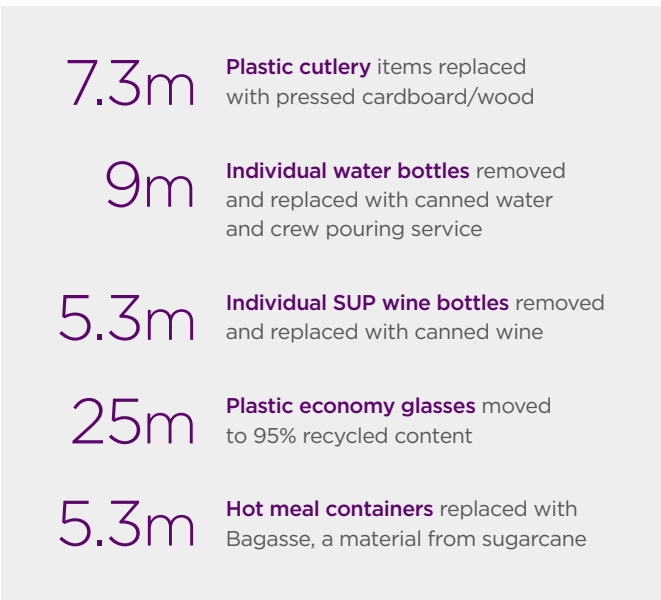 7.3m
Plastic cutlery items replaced
with pressed cardboard/wood
9m
Individual water bottles removed
and replaced with canned water
and crew pouring service
5.3m
Individual SUP wine bottles removed
and replaced with canned wine
25m
Plastic economy glasses moved
to 95% recycled content
5.3m
Hot meal containers replaced with
Bagasse, a material from sugarcane